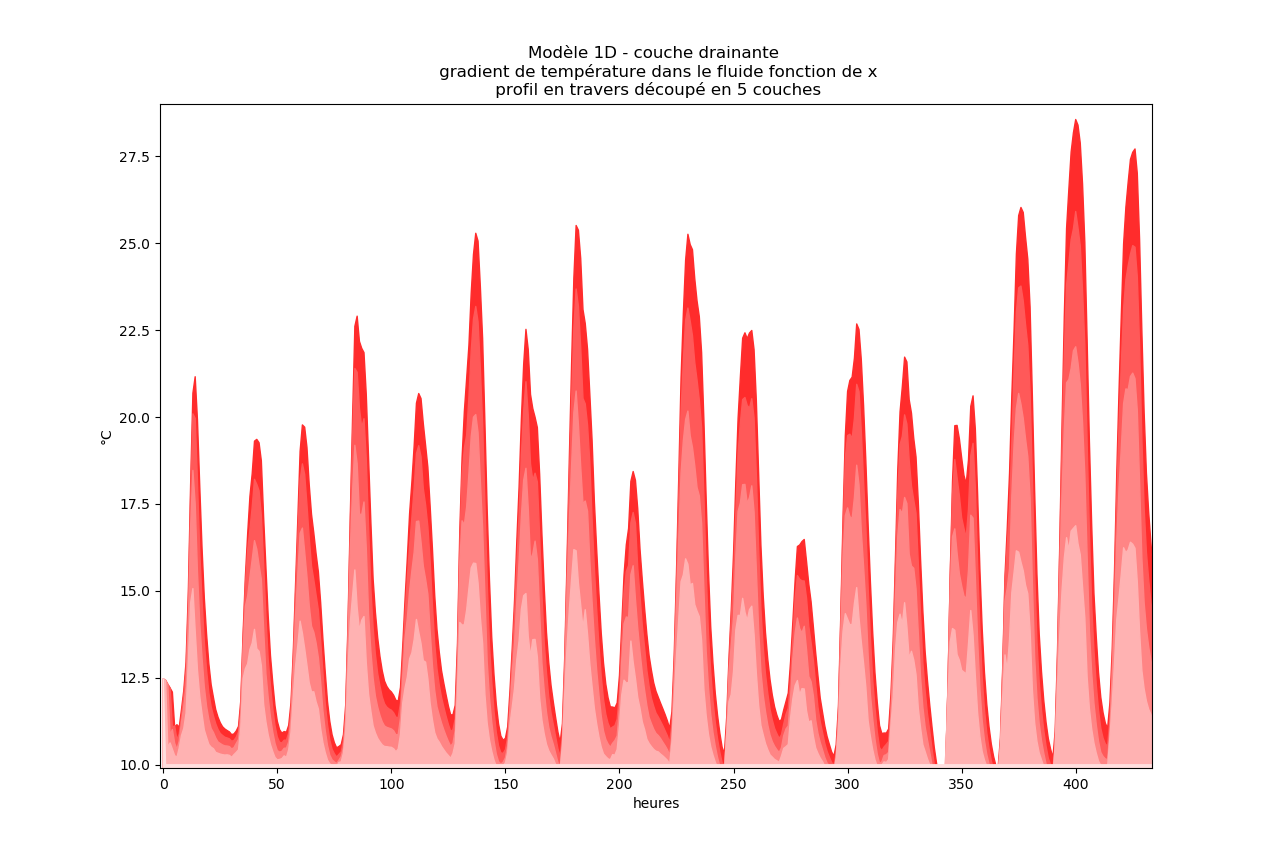 Modèle 1D - couche drainante
gradient de température dans le fluide fonction de x
profil en travers découpé en 5 couches
27.5
25.0
22.5
20.0
°C
17.5
15.0
12.5
10.0
0 50 100 150 200 250 300 350 400
heures